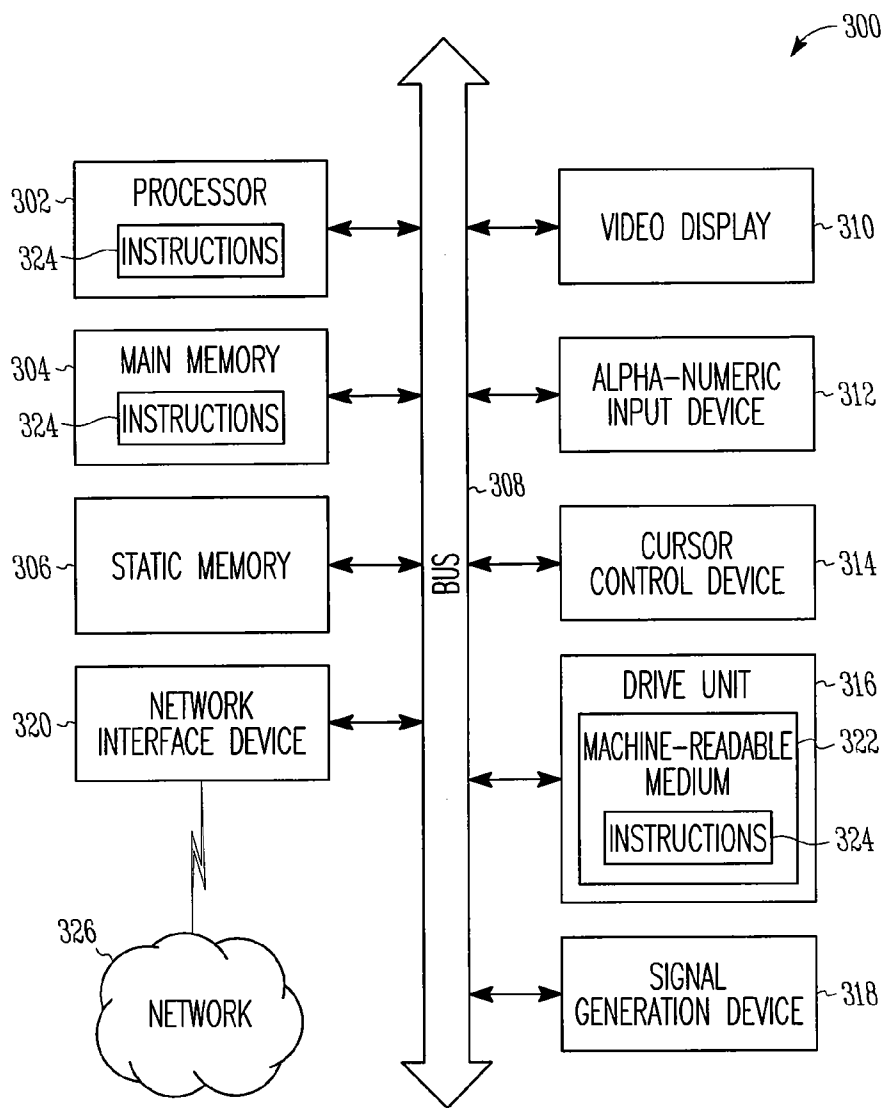 300
302
PROCESSOR
324
INSTRUCTIONS
304
MAIN MEMORY
324
INSTRUCTIONS
306
STATIC MEMORY
320
NETWORK
INTERFACE DEVICE
326
NETWORK
308
BUS
VIDEO DISPLAY
310
ALPHA-NUMERIC
INPUT DEVICE
312
CURSOR
CONTROL DEVICE
314
DRIVE UNIT
316
MACHINE-READABLE
MEDIUM
322
INSTRUCTIONS
324
SIGNAL
GENERATION DEVICE
318